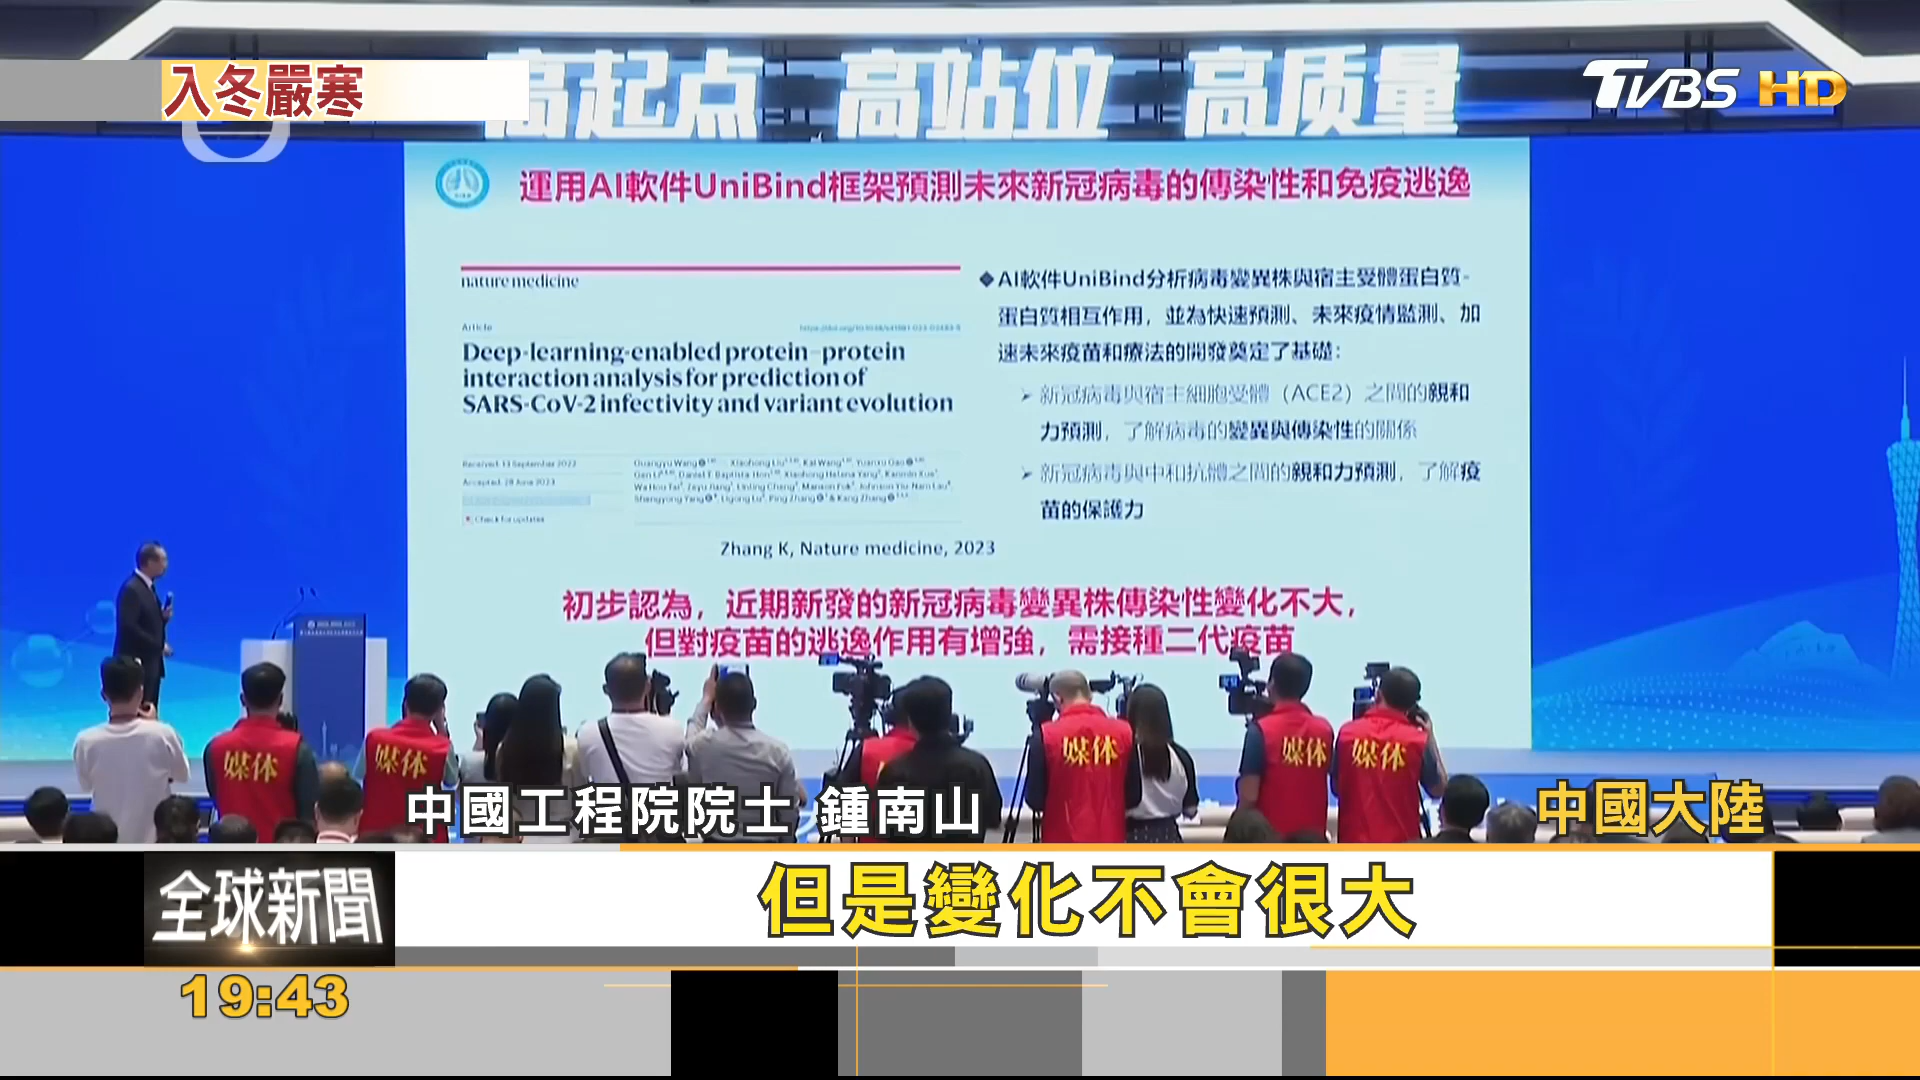 入冬嚴寒
高起点 高站位 高质量
TVBS HD
運用AI軟件UniBind框架預測未來新冠病毒的傳染性和免疫逃逸
nature medicine
Article
Deep-learning-enabled protein–protein
interaction analysis for prediction of
SARS-CoV-2 infectivity and variant evolution
Received: 13 September 2022
Accepted: 28 June 2023
Check for updates
Zhang K, Nature medicine, 2023
◆AI軟件UniBind分析病毒變異株與宿主受體蛋白質-
蛋白質相互作用，並為快速預測、未來疫情監測、加
速未來疫苗和療法的開發奠定了基礎：
➢ 新冠病毒與宿主細胞受體（ACE2）之間的親和
力預測，了解病毒的變異與傳染性的關係
➢ 新冠病毒與中和抗體之間的親和力預測，了解疫
苗的保護力
初步認為，近期新發的新冠病毒變異株傳染性變化不大，
但對疫苗的逃逸作用有增強，需接種二代疫苗
媒体
媒体
媒体
媒体
媒体
中國工程院院士 鍾南山
中國大陸
全球新聞
但是變化不會很大
19:43